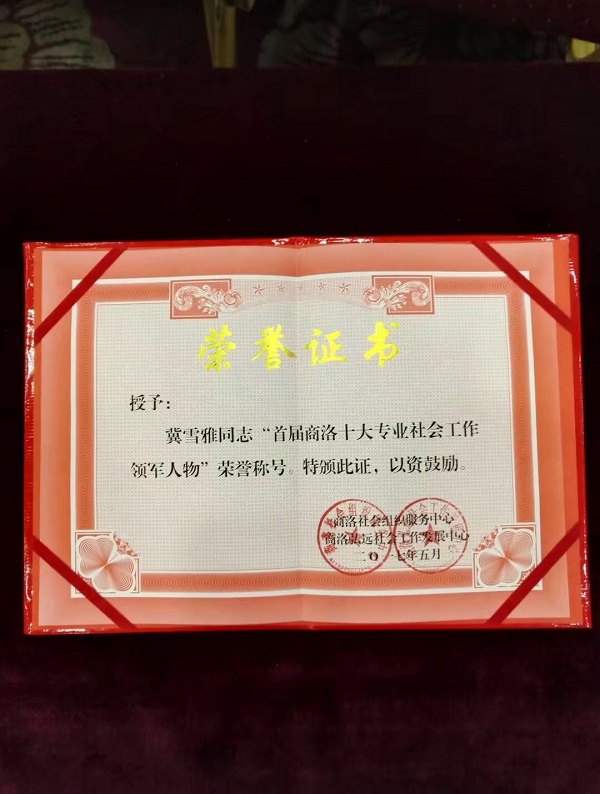 荣誉证书
授予：
冀雪雅同志“首届商洛十大专业社会工作
领军人物”荣誉称号。特颁此证，以资鼓励。
商洛社会组织服务中心
商洛弘远社会工作发展中心
二〇一七年五月